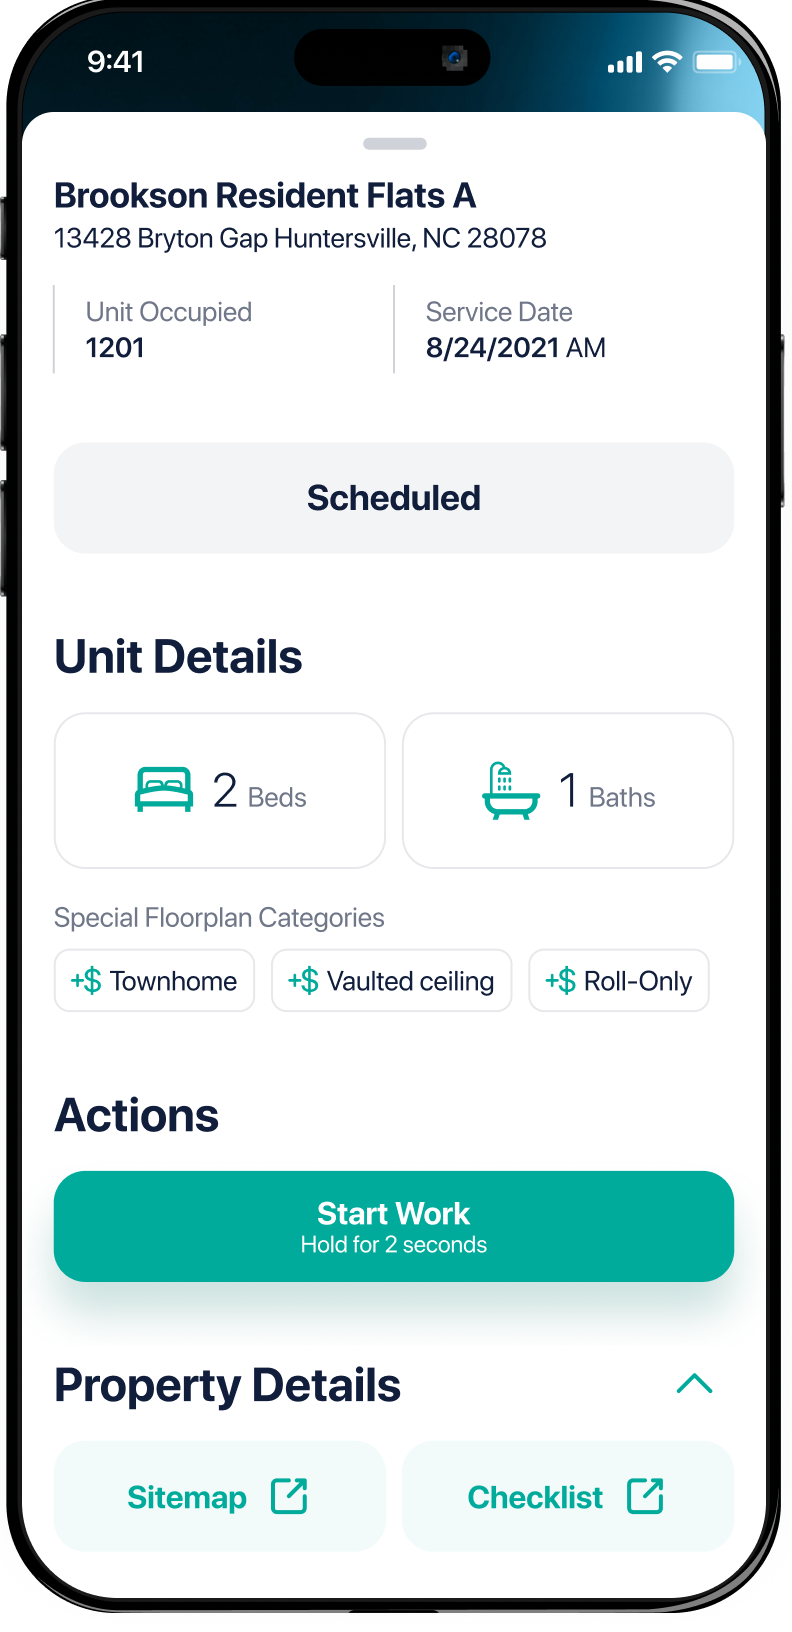 9:41
Brookson Resident Flats A
13428 Bryton Gap Huntersville, NC 28078
Unit Occupied
1201
Service Date
8/24/2021 AM
Scheduled
Unit Details
2 Beds
1 Baths
Special Floorplan Categories
+$ Townhome
+$ Vaulted ceiling
+$ Roll-Only
Actions
Start Work
Hold for 2 seconds
Property Details
Sitemap
Checklist